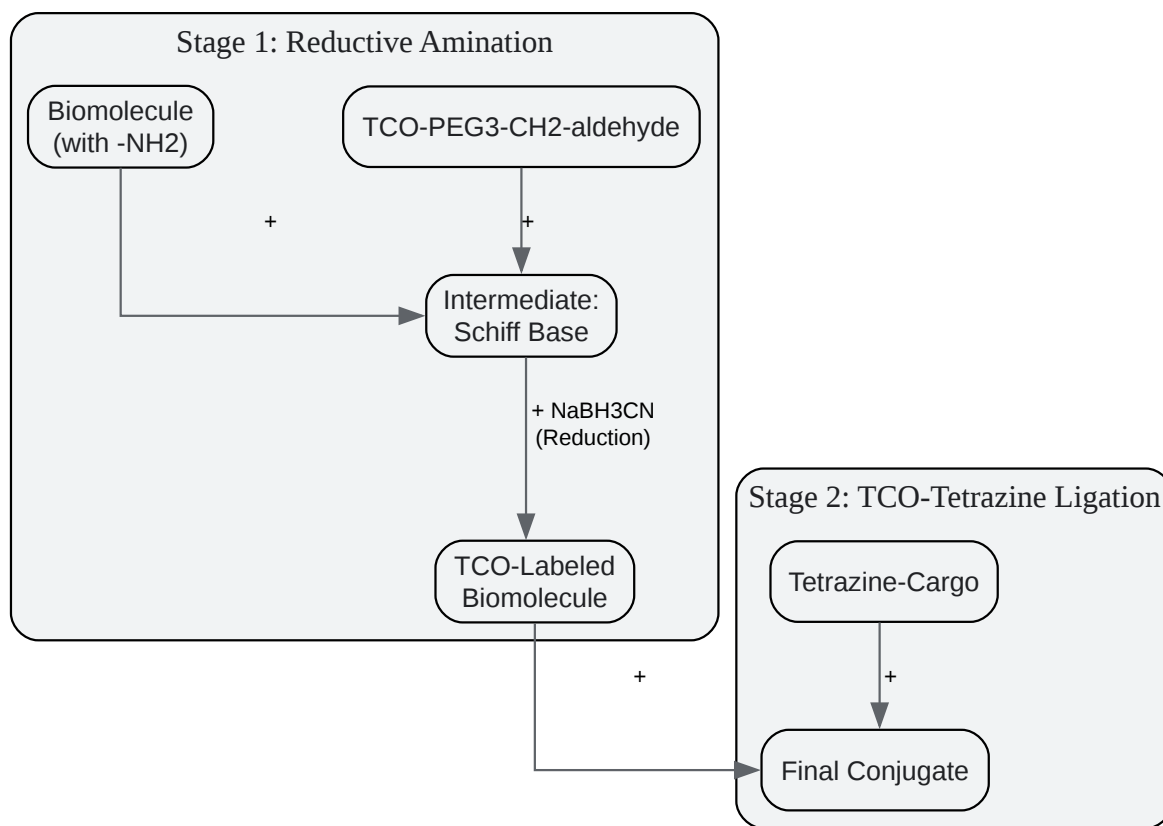 Stage 1: Reductive Amination
Biomolecule
(with -NH2)
TCO-PEG3-CH2-aldehyde
+
+
Intermediate:
Schiff Base
+ NaBH3CN
(Reduction)
TCO-Labeled
Biomolecule
Stage 2: TCO-Tetrazine Ligation
Tetrazine-Cargo
+
+
Final Conjugate